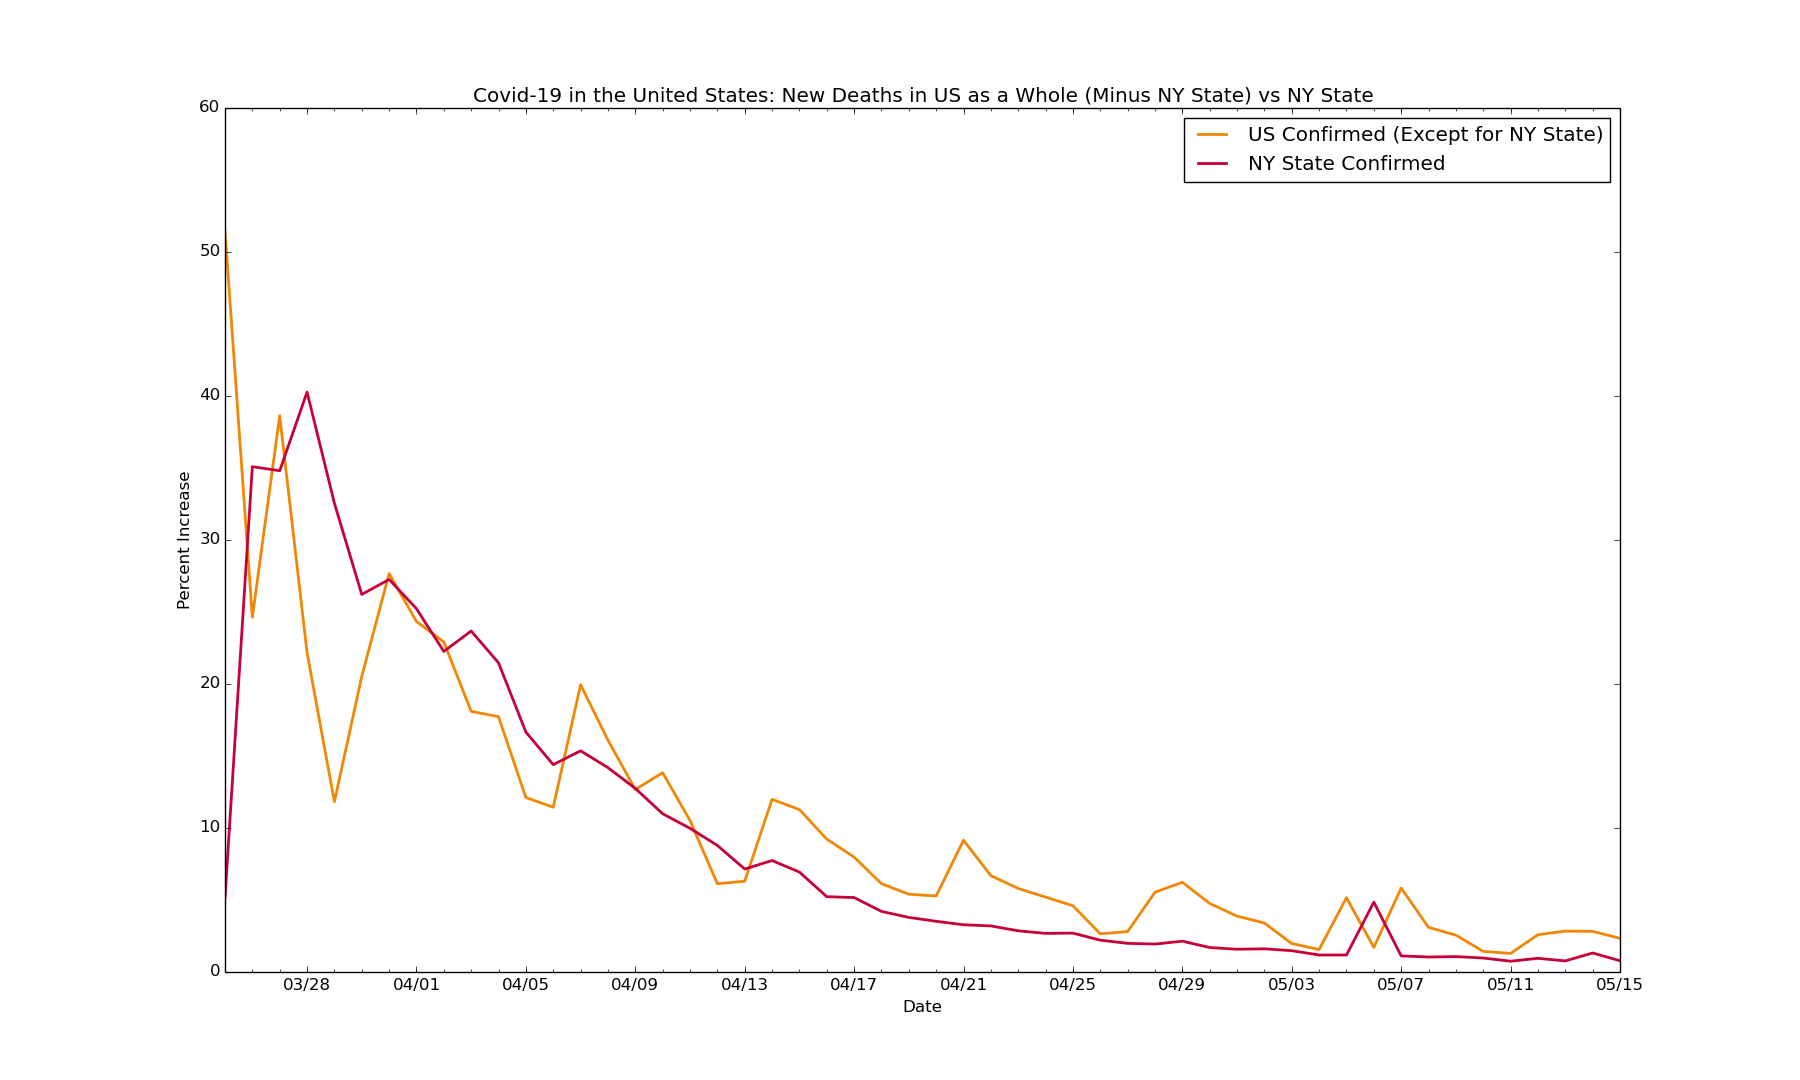 Covid-19 in the United States: New Deaths in US as a Whole (Minus NY State) vs NY State
US Confirmed (Except for NY State)
NY State Confirmed
60
50
40
30
20
10
0
Percent Increase
03/28 04/01 04/05 04/09 04/13 04/17 04/21 04/25 04/29 05/03 05/07 05/11 05/15
Date